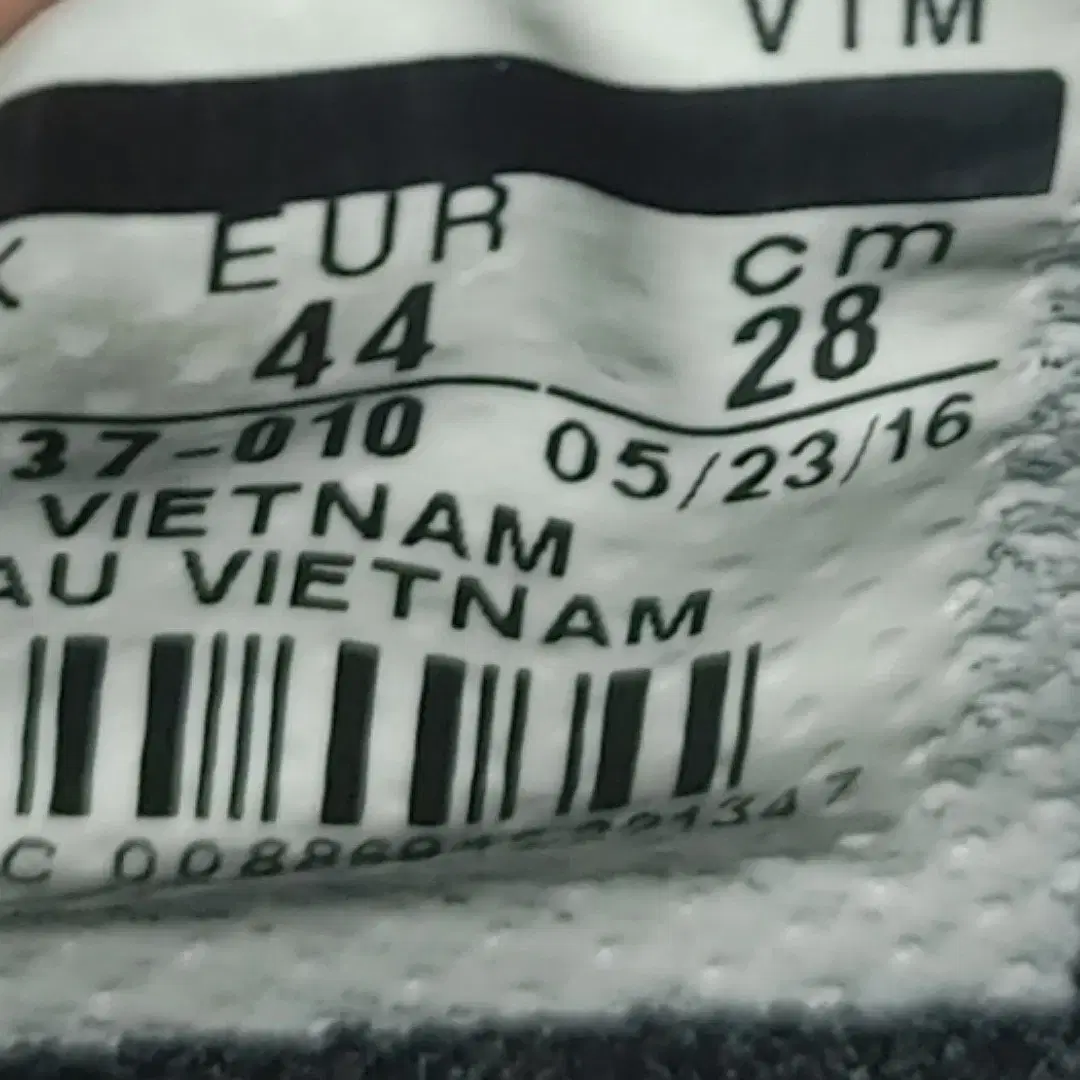 VTM
EUR cm
44 28
37-010 05/23/16
VIETNAM
AU VIETNAM